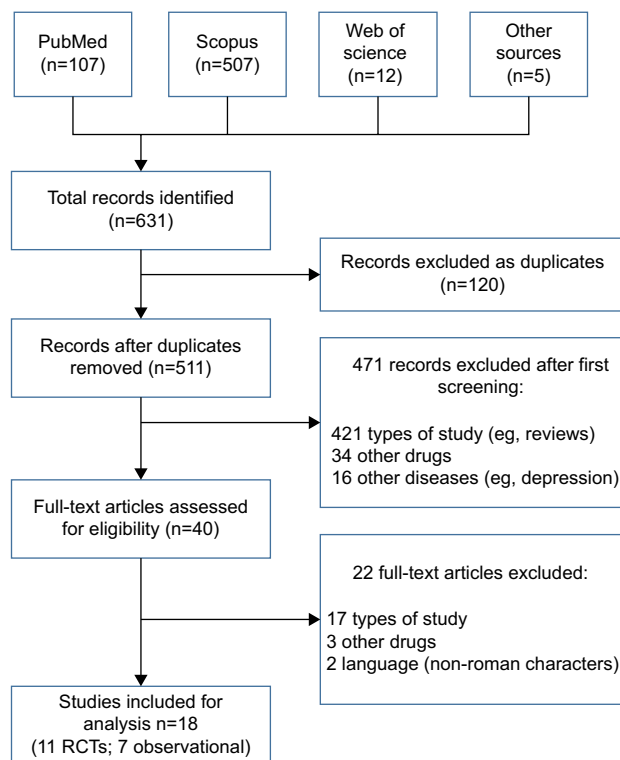 PubMed
(n=107)
Scopus
(n=507)
Web of
science
(n=12)
Other
sources
(n=5)
Total records identified
(n=631)
Records excluded as duplicates
(n=120)
Records after duplicates
removed (n=511)
471 records excluded after first
screening:
421 types of study (eg, reviews)
34 other drugs
16 other diseases (eg, depression)
Full-text articles assessed
for eligibility (n=40)
22 full-text articles excluded:
17 types of study
3 other drugs
2 language (non-roman characters)
Studies included for
analysis n=18
(11 RCTs; 7 observational)